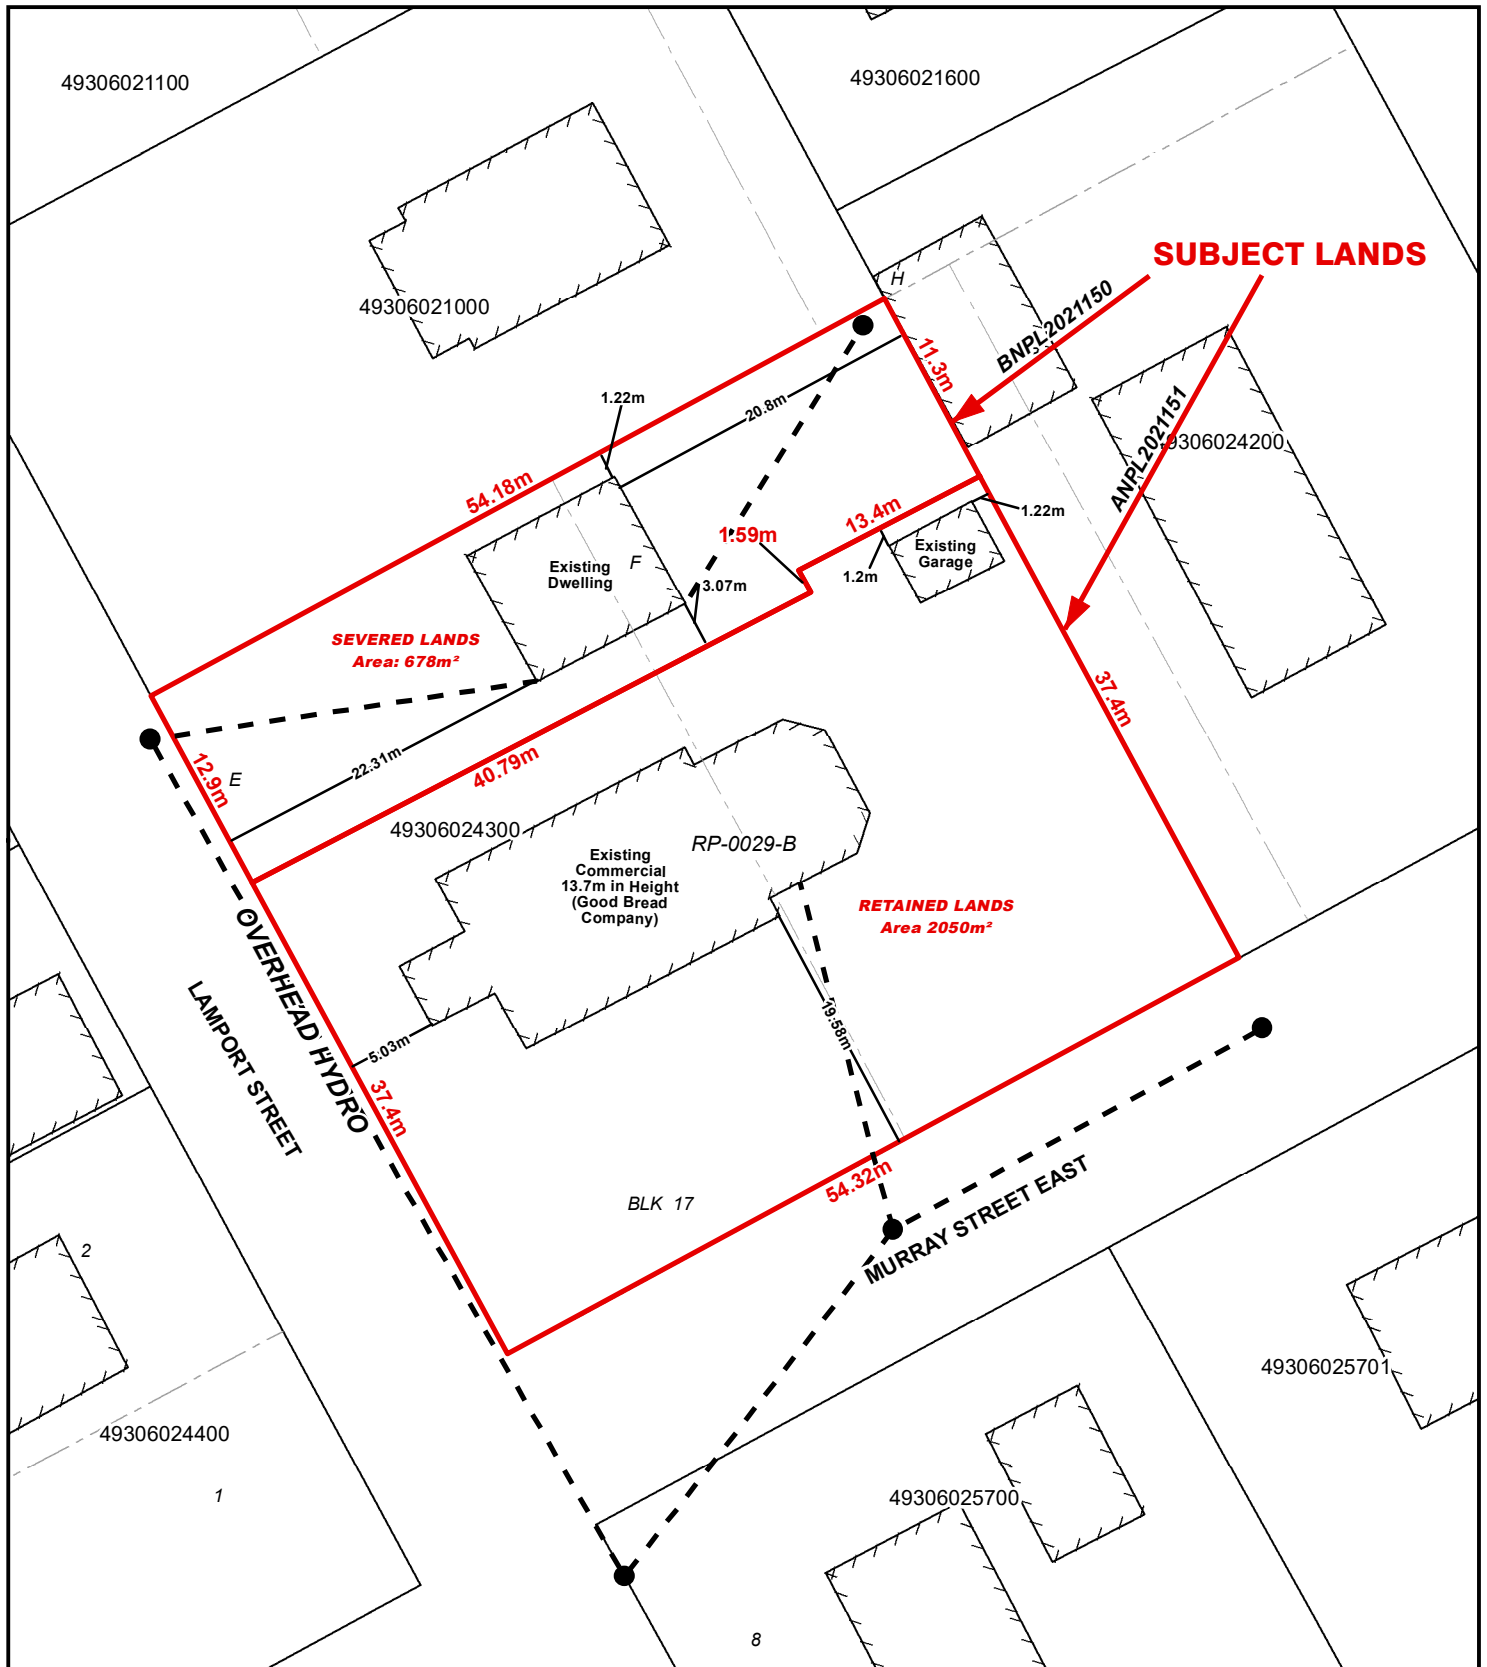 49306021100
49306021600
SUBJECT LANDS
H
BNPL2021150
49306021000
11.3m
1.22m
20.8m
ANPL2021151
9306024200
54.18m
13.4m
1.22m
1.59m
Existing
Garage
Existing
Dwelling
F
1.2m
3.07m
SEVERED LANDS
Area: 678m²
37.4m
12.9m
E
22.31m
40.79m
49306024300
RP-0029-B
Existing
Commercial
13.7m in Height
(Good Bread
Company)
RETAINED LANDS
Area 2050m²
OVERHEAD HYDRO
LAMPORT STREET
19.58m
5.03m
37.4m
54.32m
BLK 17
MURRAY STREET EAST
2
49306025701
49306024400
1
49306025700
8